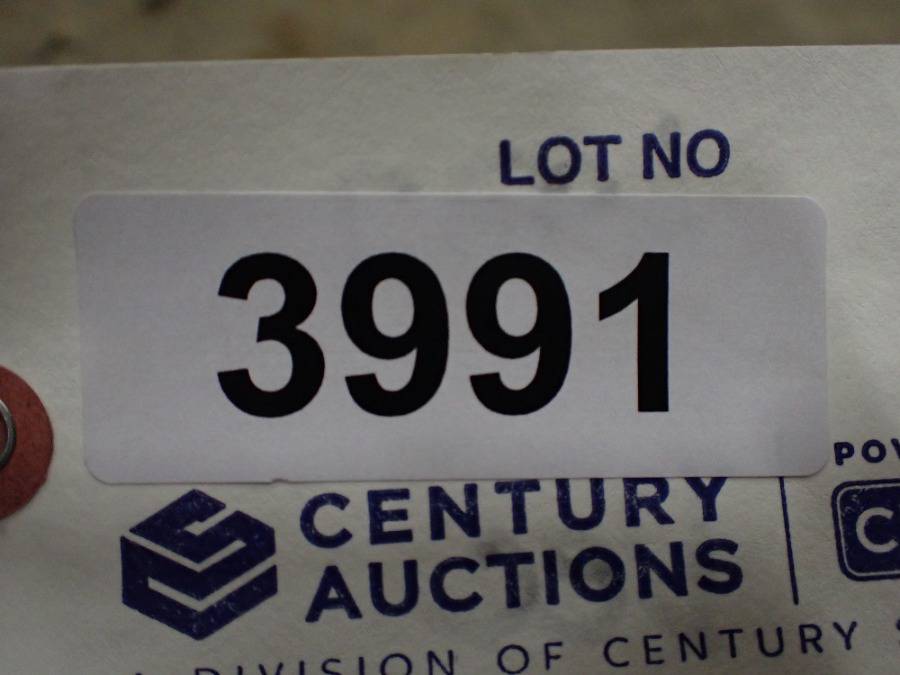 LOT NO
3991
CENTURY
AUCTIONS
DIVISION OF CENTURY